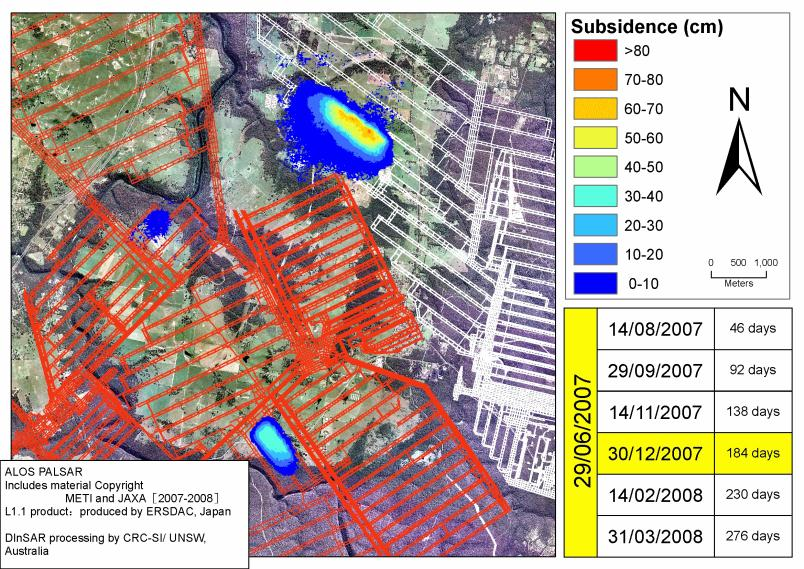 Subsidence (cm)
>80
70-80
60-70
50-60
40-50
30-40
20-30
10-20
0-10
N
0 500 1,000
Meters
29/06/2007
14/08/2007 46 days
29/09/2007 92 days
14/11/2007 138 days
30/12/2007 184 days
14/02/2008 230 days
31/03/2008 276 days
ALOS PALSAR
Includes material Copyright
METI and JAXA [2007-2008]
L1.1 product: produced by ERSDAC, Japan
DInSAR processing by CRC-SI/ UNSW,
Australia